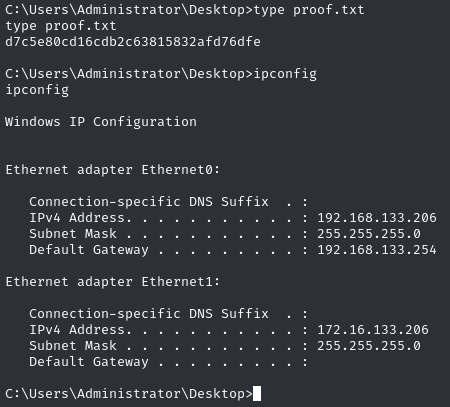 C:\Users\Administrator\Desktop>type proof.txt
type proof.txt
d7c5e80cd16cdb2c63815832afd76dfe

C:\Users\Administrator\Desktop>ipconfig
ipconfig

Windows IP Configuration


Ethernet adapter Ethernet0:

   Connection-specific DNS Suffix  . :
   IPv4 Address. . . . . . . . . . . : 192.168.133.206
   Subnet Mask . . . . . . . . . . . : 255.255.255.0
   Default Gateway . . . . . . . . . : 192.168.133.254

Ethernet adapter Ethernet1:

   Connection-specific DNS Suffix  . :
   IPv4 Address. . . . . . . . . . . : 172.16.133.206
   Subnet Mask . . . . . . . . . . . : 255.255.255.0
   Default Gateway . . . . . . . . . :

C:\Users\Administrator\Desktop>